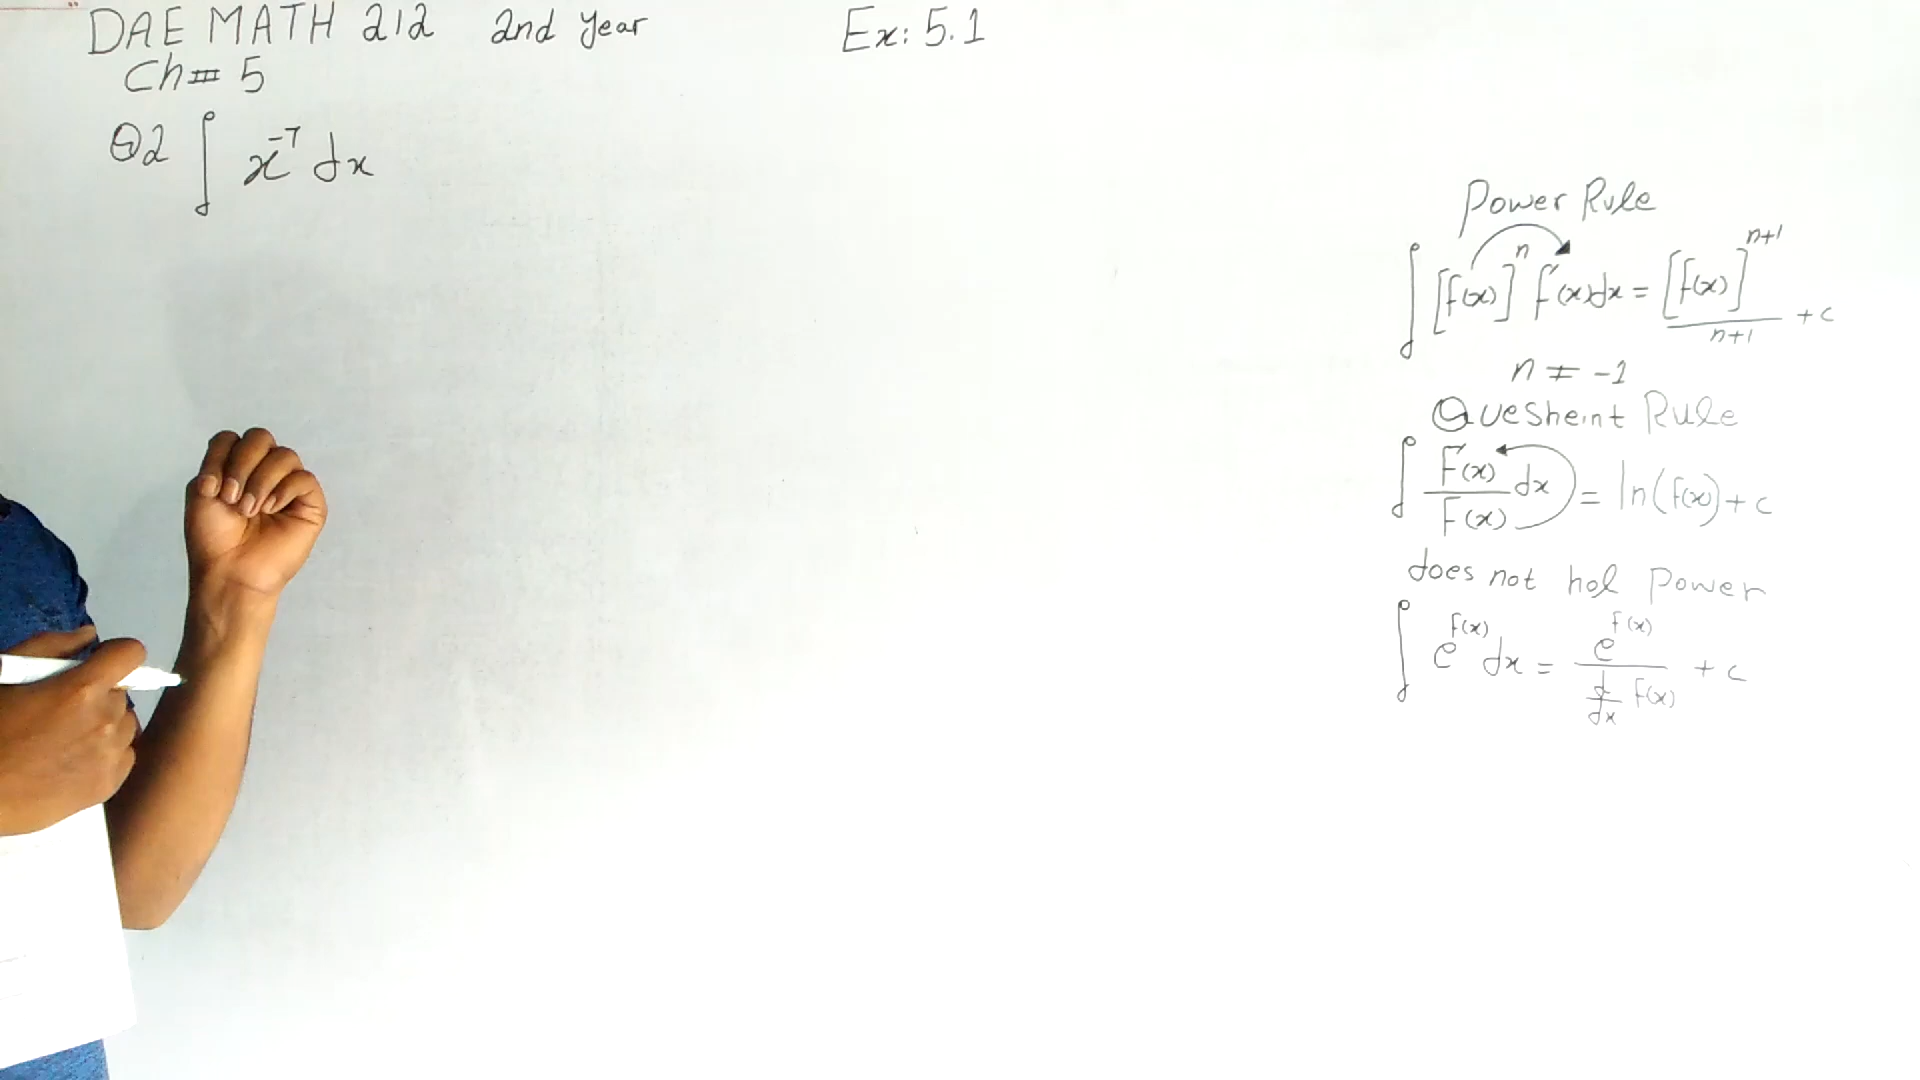 DAE MATH 212 2nd year Ex: 5.1
Ch# 5
Q2 ∫ x⁻⁷ dx
Power Rule
∫ [f(x)]ⁿ f'(x)dx = [f(x)]ⁿ⁺¹ / n+1 + c
n ≠ -1
Quesheint Rule
∫ F'(x) / F(x) dx = ln(f(x)) + c
does not hol Power
∫ e^f(x) dx = e^f(x) / d/dx f(x) + c